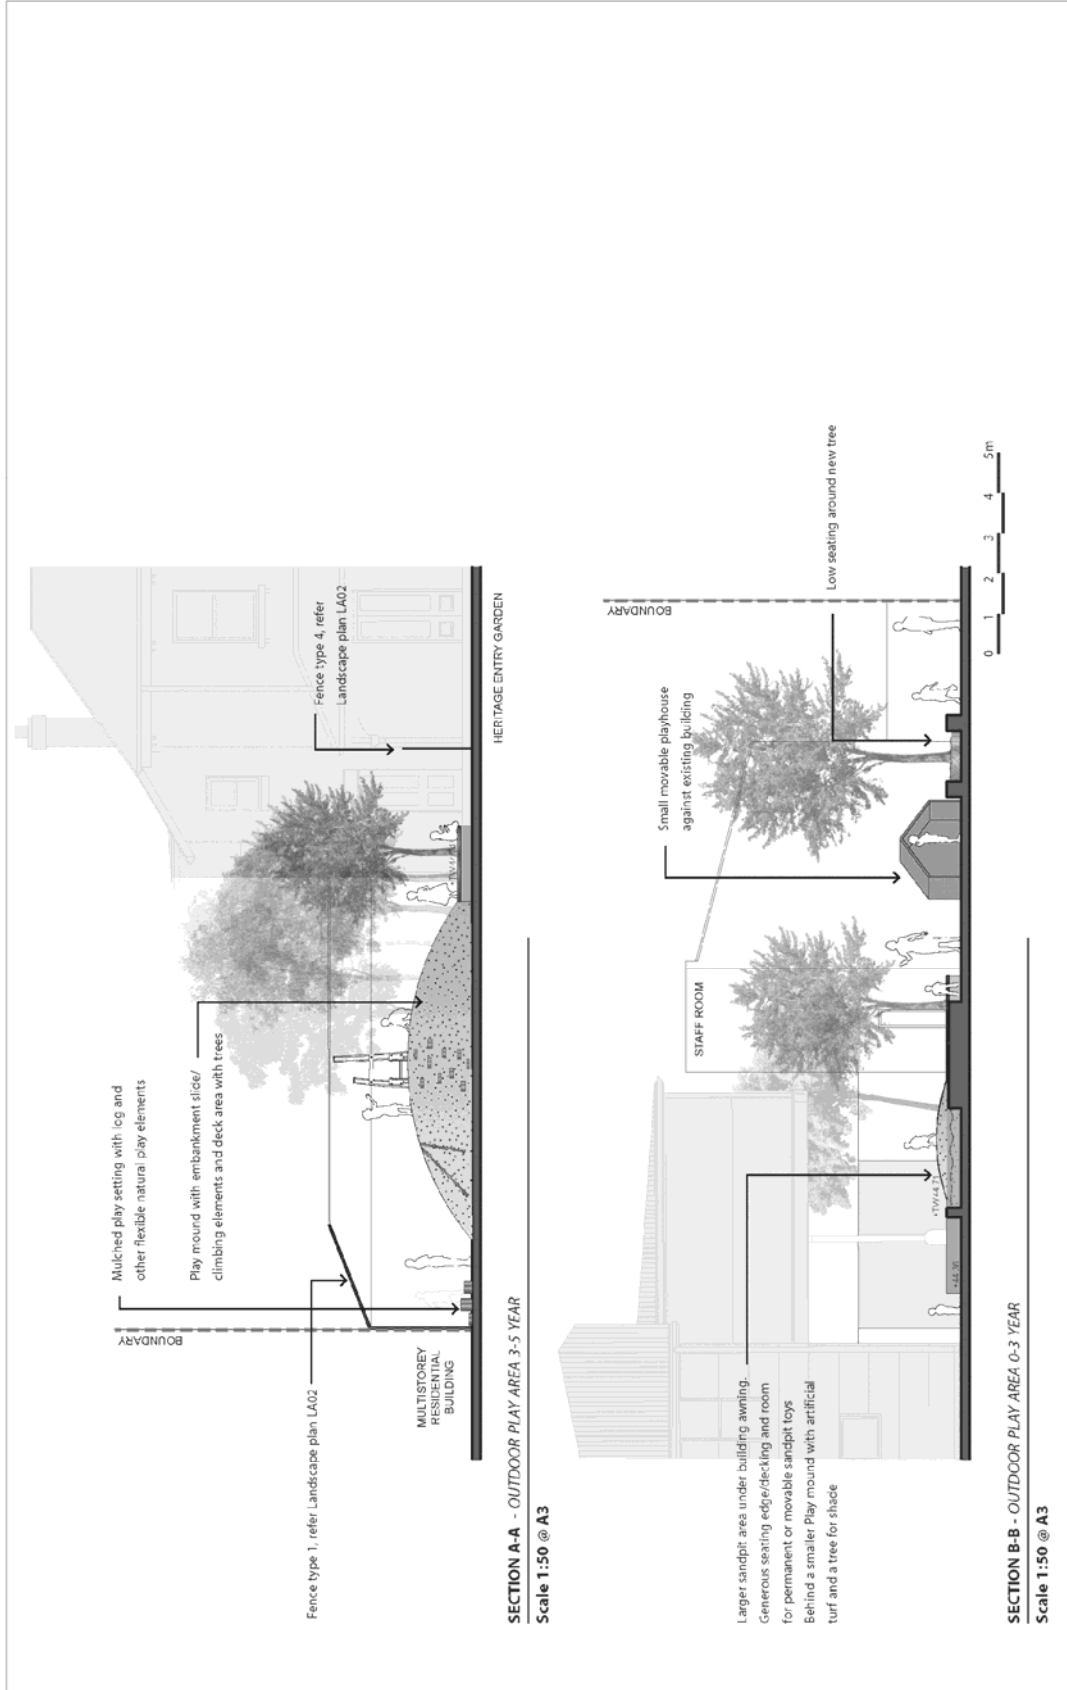 Mulched play setting with log and
other flexible natural play elements
Play mound with embankment slide/
climbing elements and deck area with trees
BOUNDARY
Fence type 1, refer Landscape plan LA02
MULTISTOREY
RESIDENTIAL
BUILDING
Fence type 4, refer
Landscape plan LA02
HERITAGE ENTRY GARDEN
SECTION A-A - OUTDOOR PLAY AREA 3-5 YEAR
Scale 1:50 @ A3
Larger sandpit area under building awning.
Generous seating edge/decking and room
for permanent or movable sandpit toys
Behind a smaller Play mound with artificial
turf and a tree for shade
STAFF ROOM
Small movable playhouse
against existing building
BOUNDARY
Low seating around new tree
+TW44.71
+44.36
0 1 2 3 4 5m
SECTION B-B - OUTDOOR PLAY AREA 0-3 YEAR
Scale 1:50 @ A3